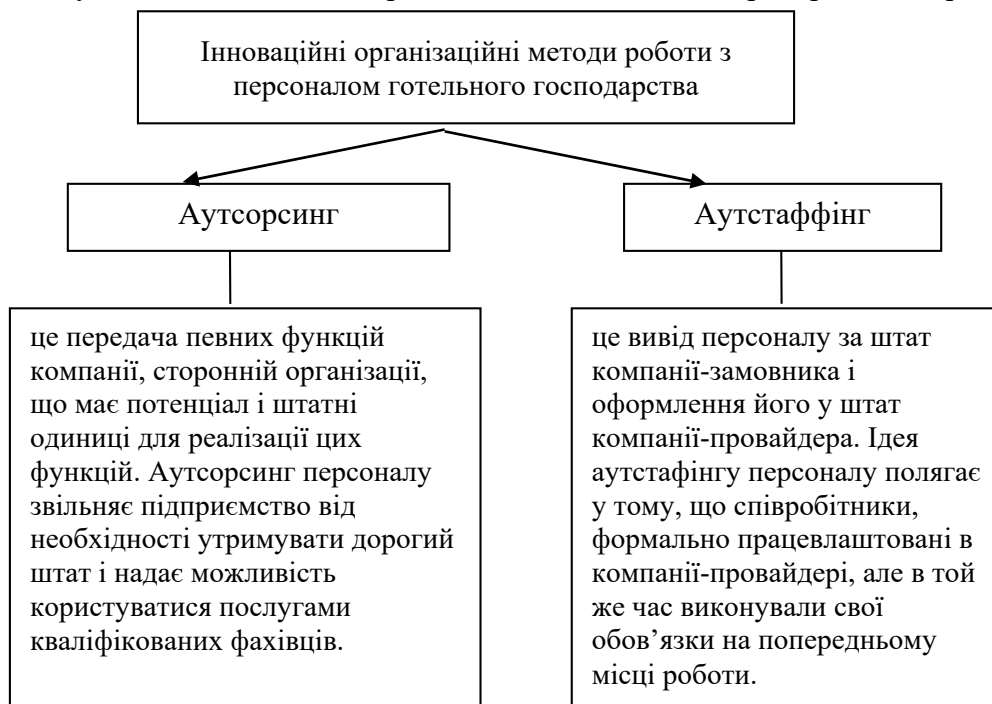 Інноваційні організаційні методи роботи з
персоналом готельного господарства
Аутсорсинг
Аутстаффінг
це передача певних функцій
компанії, сторонній організації,
що має потенціал і штатні
одиниці для реалізації цих
функцій. Аутсорсинг персоналу
звільняє підприємство від
необхідності утримувати дорогий
штат і надає можливість
користуватися послугами
кваліфікованих фахівців.
це вивід персоналу за штат
компанії-замовника і
оформлення його у штат
компанії-провайдера. Ідея
аутстафінгу персоналу полягає
у тому, що співробітники,
формально працевлаштовані в
компанії-провайдері, але в той
же час виконували свої
обов’язки на попередньому
місці роботи.